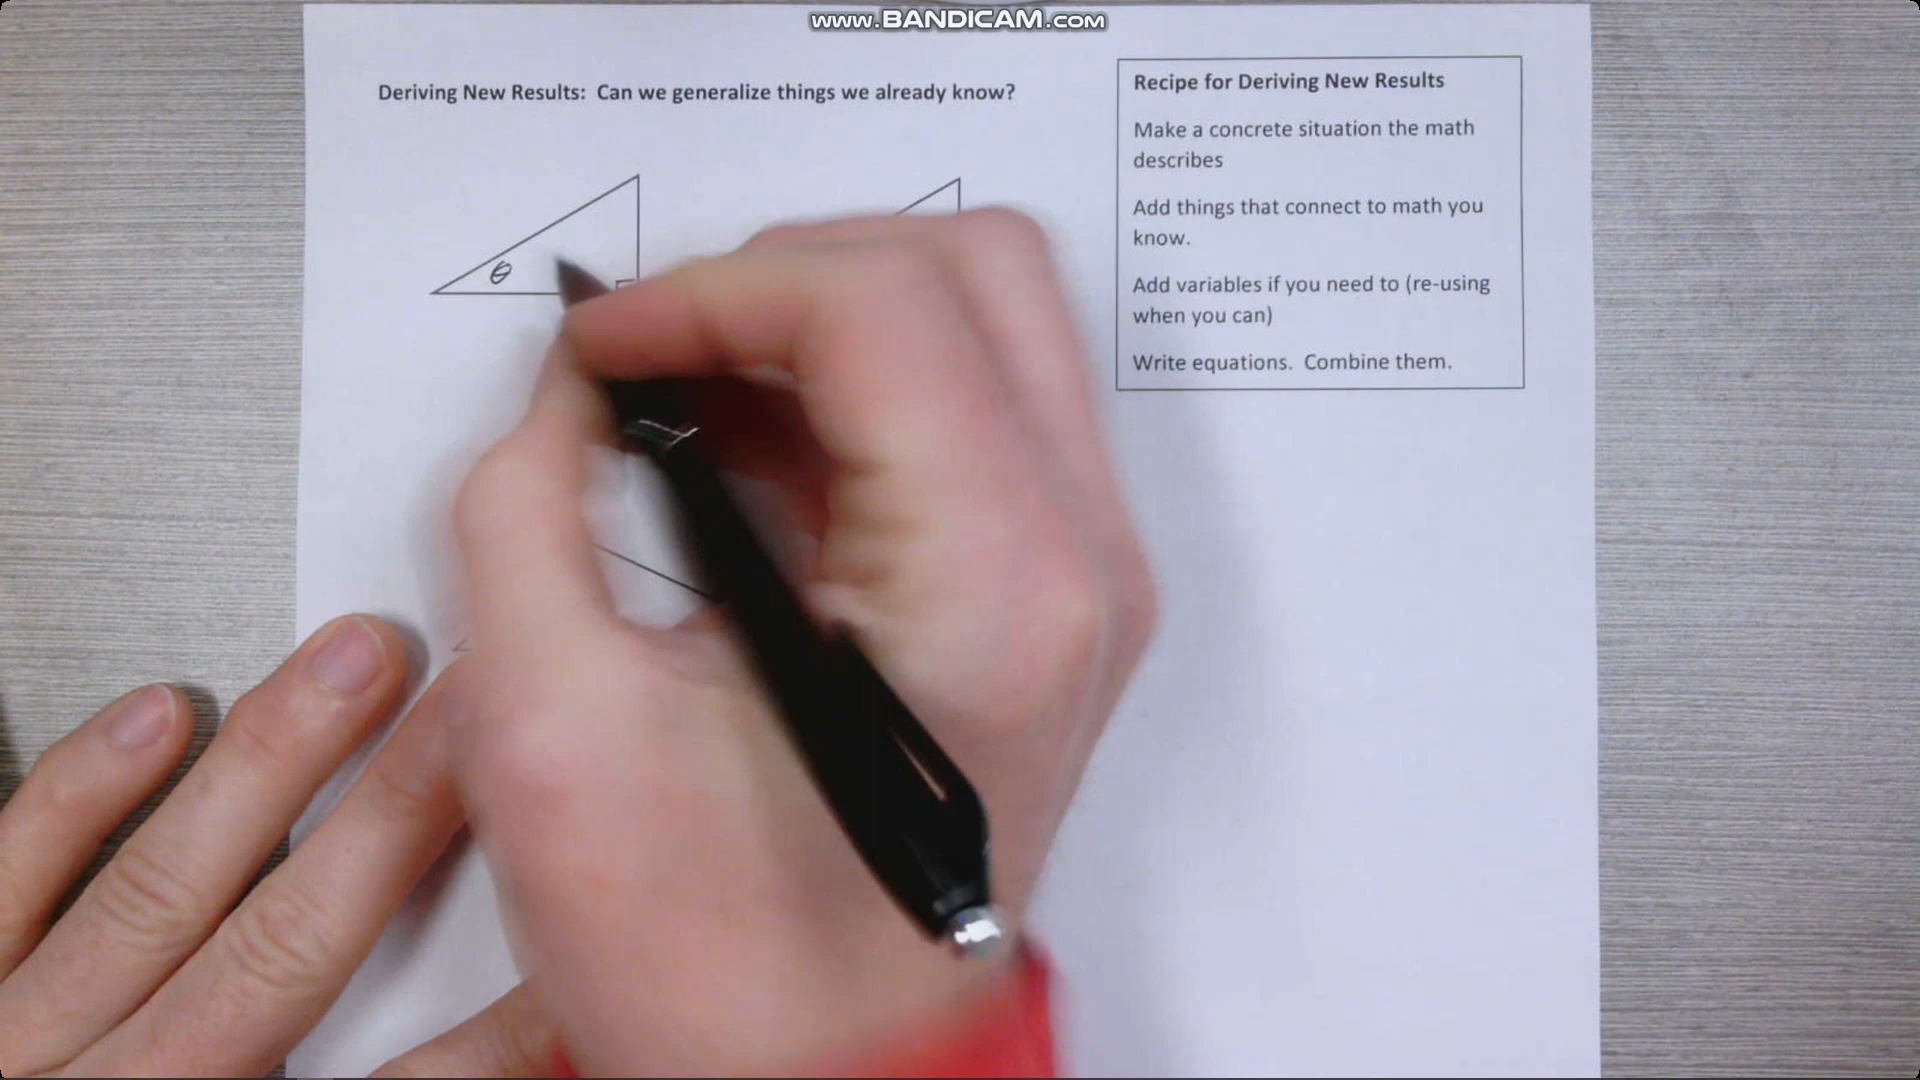 www.BANDICAM.com
Deriving New Results: Can we generalize things we already know?
θ
Recipe for Deriving New Results
Make a concrete situation the math
describes
Add things that connect to math you
know.
Add variables if you need to (re-using
when you can)
Write equations. Combine them.